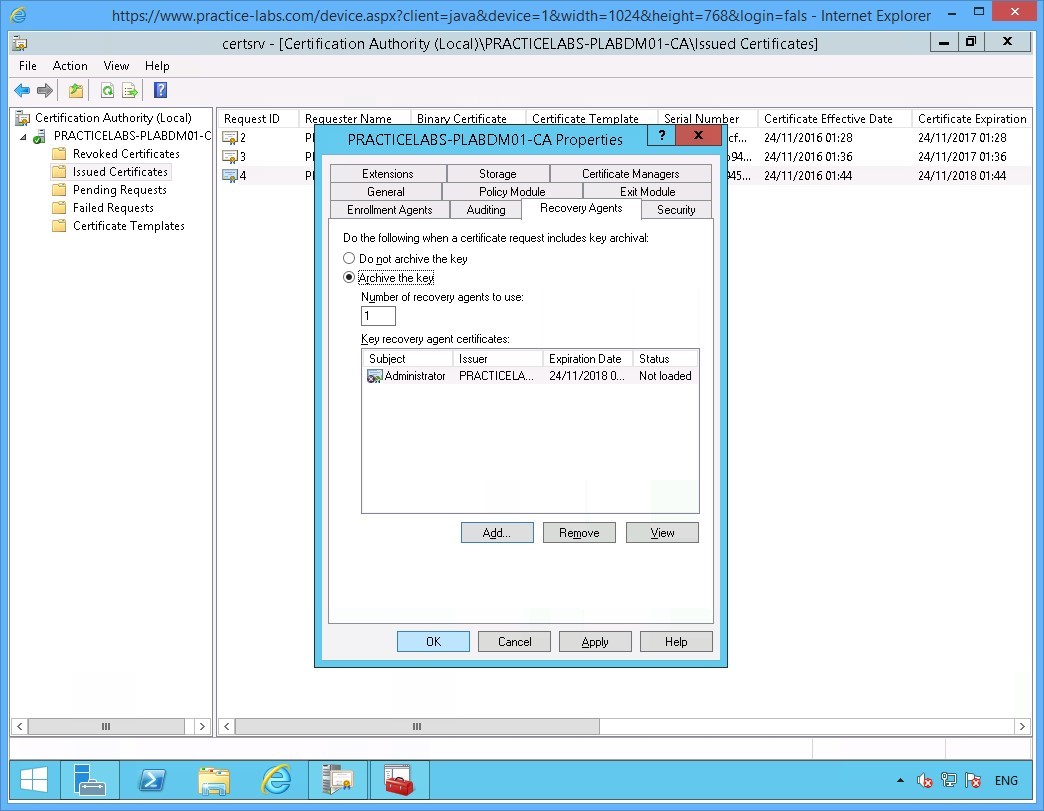 https://www.practice-labs.com/device.aspx?client=java&device=1&width=1024&height=768&login=fals - Internet Explorer
certsrv - [Certification Authority (Local)\PRACTICELABS-PLABDM01-CA\Issued Certificates]
File Action View Help
Certification Authority (Local)
PRACTICELABS-PLABDM01-C
Revoked Certificates
Issued Certificates
Pending Requests
Failed Requests
Certificate Templates
Request ID Requester Name Binary Certificate Certificate Template Serial Number Certificate Effective Date Certificate Expiration
2 24/11/2016 01:28 24/11/2017 01:28
3 24/11/2016 01:36 24/11/2017 01:36
4 24/11/2016 01:44 24/11/2018 01:44
PRACTICELABS-PLABDM01-CA Properties
Extensions Storage Certificate Managers
General Policy Module Exit Module
Enrollment Agents Auditing Recovery Agents Security
Do the following when a certificate request includes key archival:
Do not archive the key
Archive the key
Number of recovery agents to use:
1
Key recovery agent certificates:
Subject Issuer Expiration Date Status
Administrator PRACTICELA... 24/11/2018 0... Not loaded
Add... Remove View
OK Cancel Apply Help
ENG